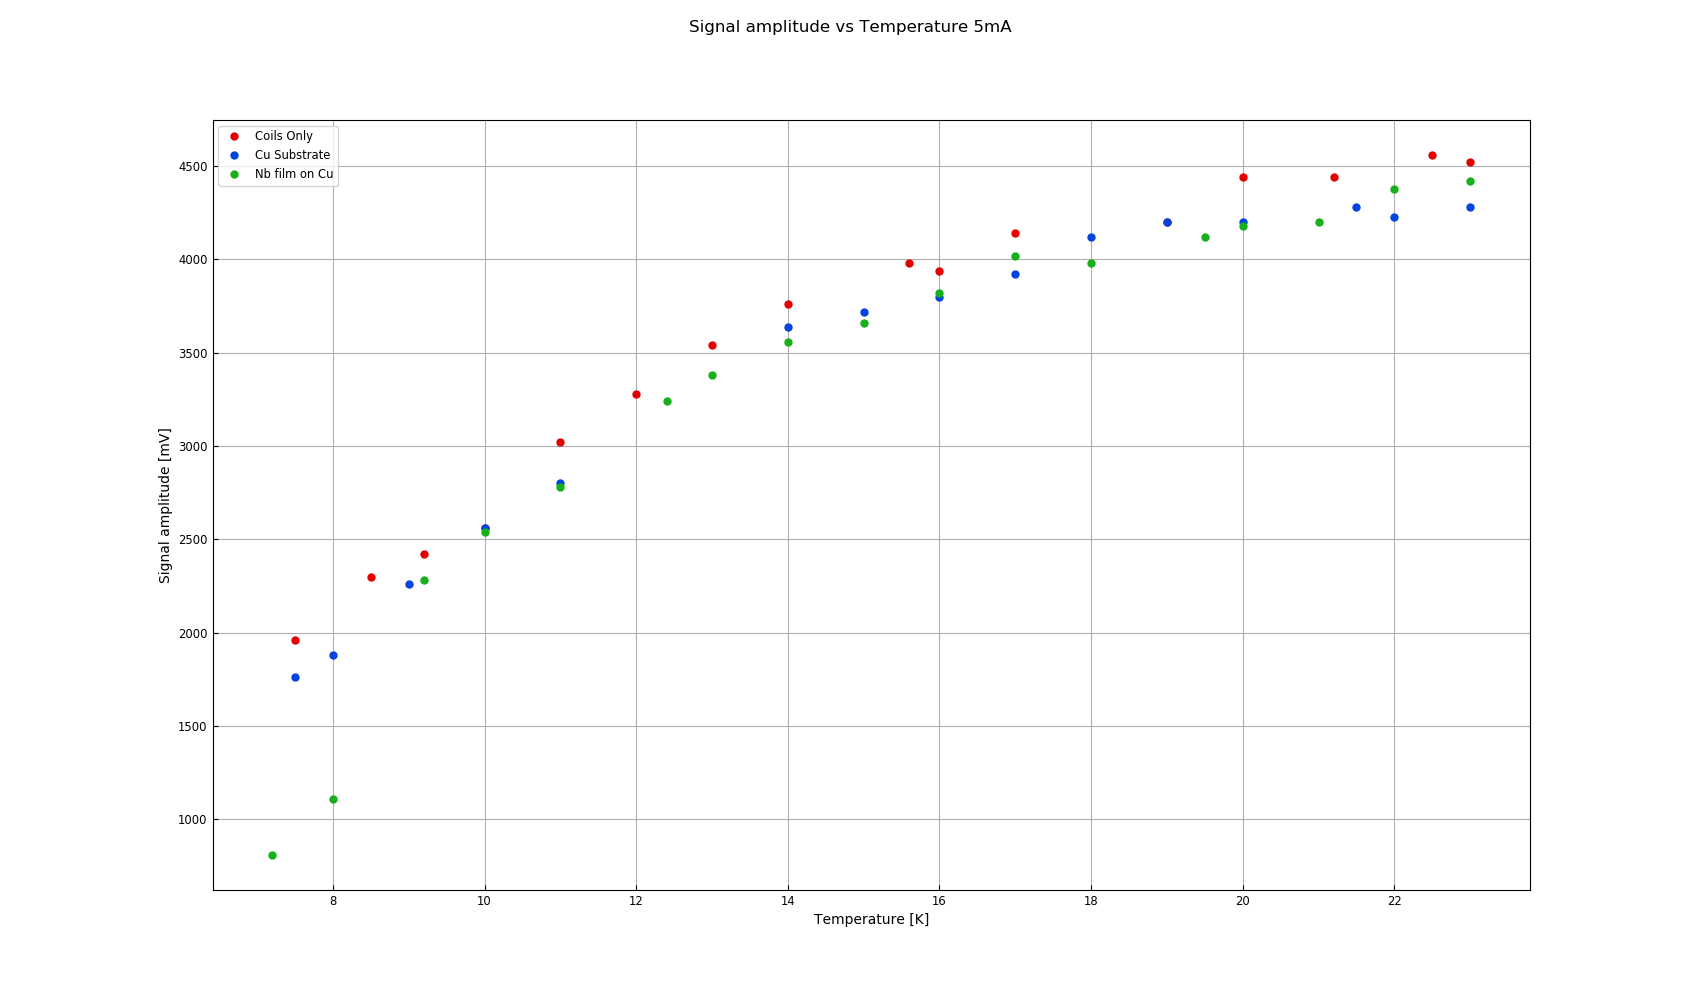 Signal amplitude vs Temperature 5mA
Coils Only
Cu Substrate
Nb film on Cu
4500
4000
3500
3000
2500
2000
1500
1000
Signal amplitude [mV]
8 10 12 14 16 18 20 22
Temperature [K]